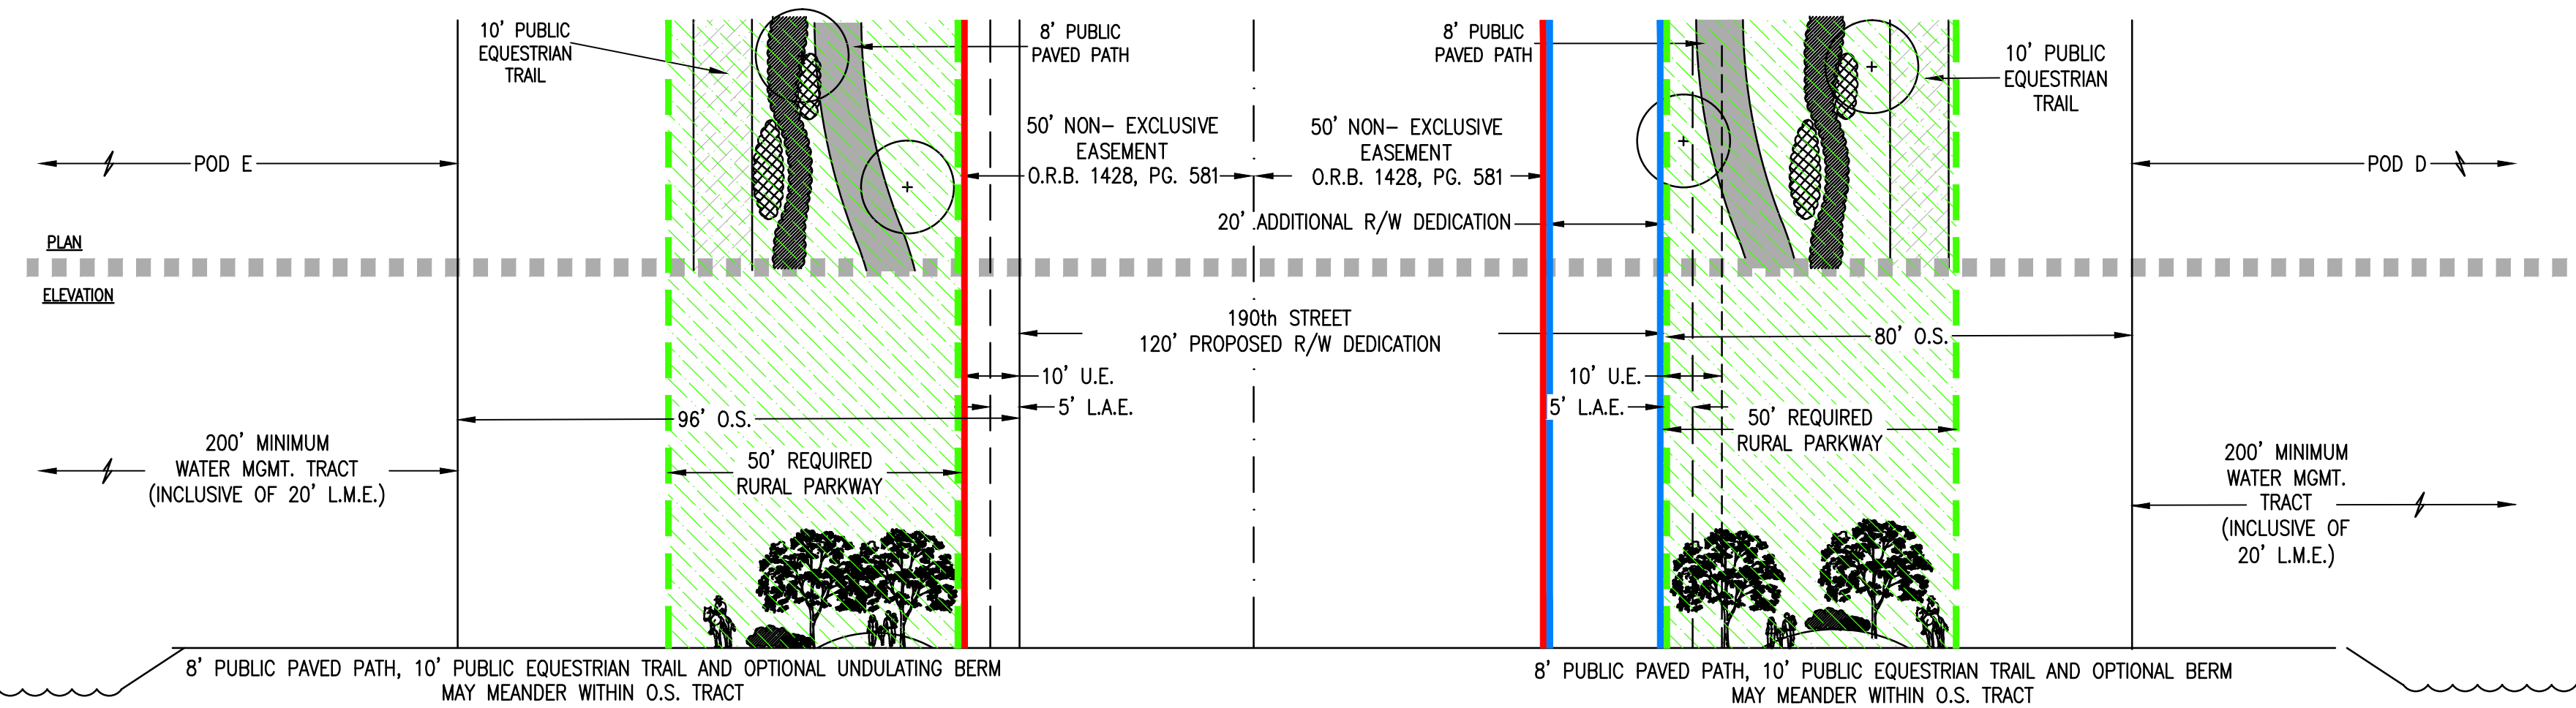 10' PUBLIC
EQUESTRIAN
TRAIL
8' PUBLIC
PAVED PATH
8' PUBLIC
PAVED PATH
10' PUBLIC
EQUESTRIAN
TRAIL
POD E
50' NON- EXCLUSIVE
EASEMENT
O.R.B. 1428, PG. 581
50' NON- EXCLUSIVE
EASEMENT
O.R.B. 1428, PG. 581
POD D
20' ADDITIONAL R/W DEDICATION
PLAN
ELEVATION
190th STREET
120' PROPOSED R/W DEDICATION
80' O.S.
10' U.E.
5' L.A.E.
10' U.E.
5' L.A.E.
96' O.S.
50' REQUIRED
RURAL PARKWAY
50' REQUIRED
RURAL PARKWAY
200' MINIMUM
WATER MGMT. TRACT
(INCLUSIVE OF 20' L.M.E.)
200' MINIMUM
WATER MGMT.
TRACT
(INCLUSIVE OF
20' L.M.E.)
8' PUBLIC PAVED PATH, 10' PUBLIC EQUESTRIAN TRAIL AND OPTIONAL UNDULATING BERM
MAY MEANDER WITHIN O.S. TRACT
8' PUBLIC PAVED PATH, 10' PUBLIC EQUESTRIAN TRAIL AND OPTIONAL BERM
MAY MEANDER WITHIN O.S. TRACT